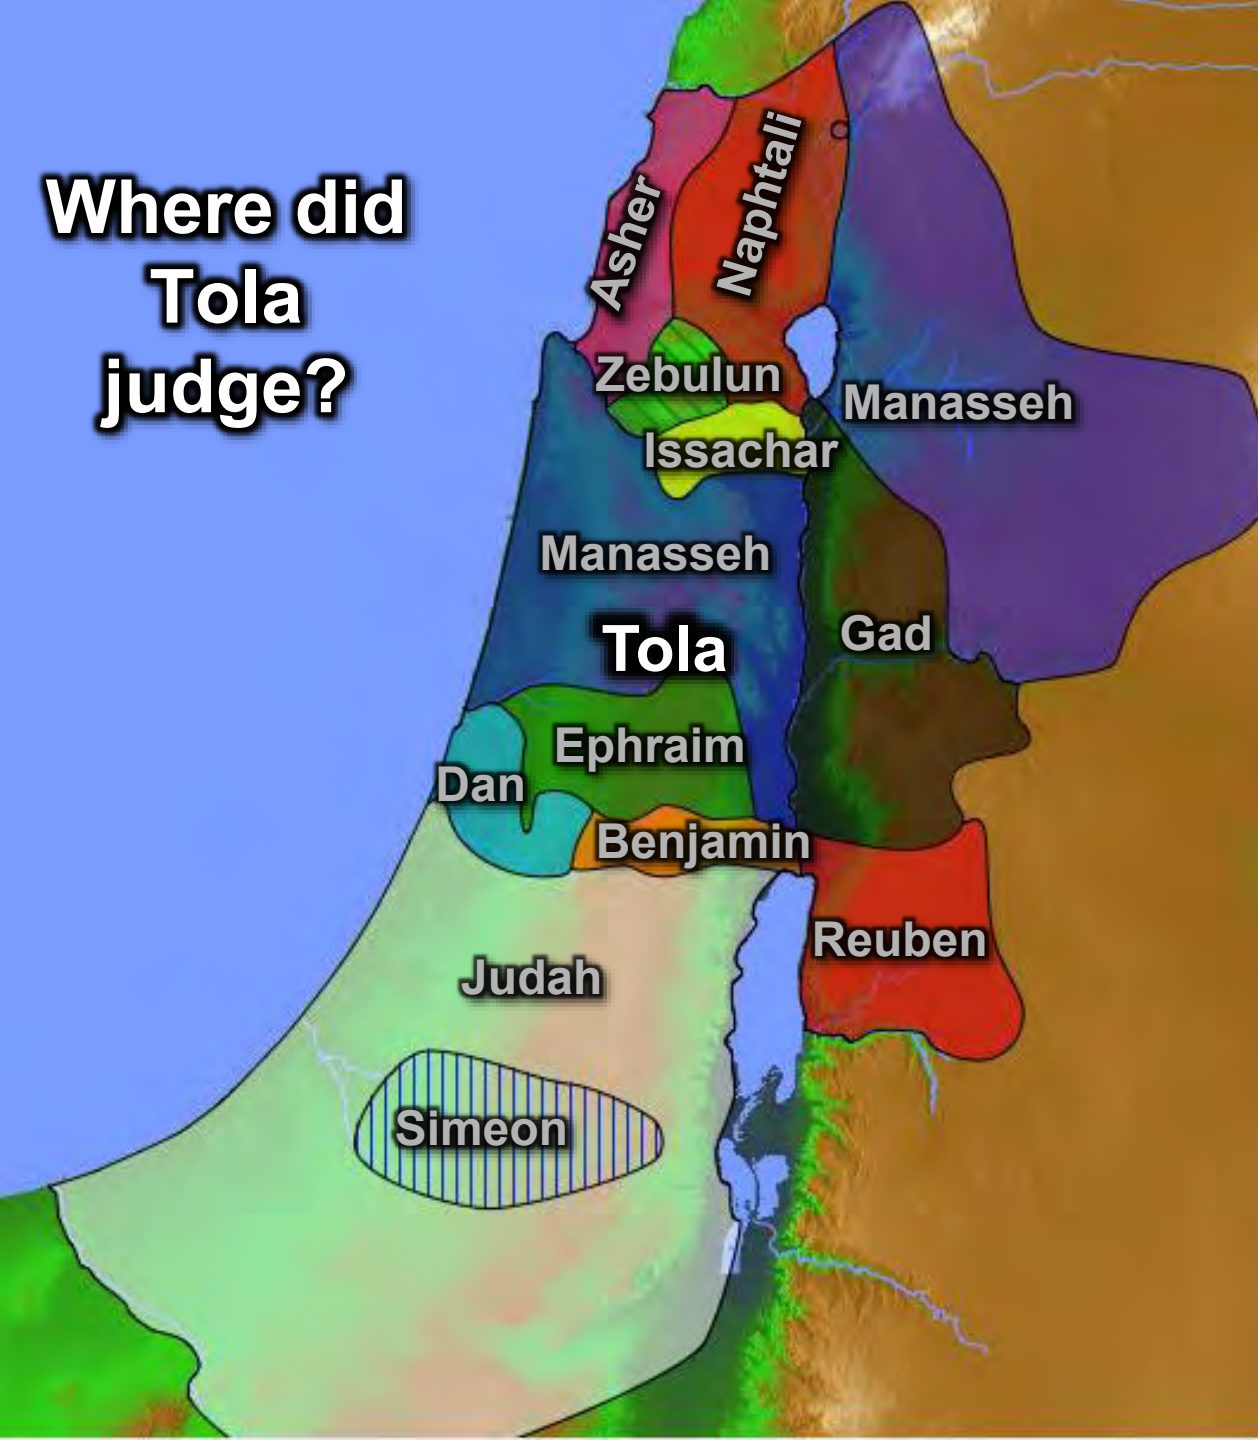 Where did
Tola
judge?
Asher
Naphtali
Zebulun
Manasseh
Issachar
Manasseh
Gad
Tola
Ephraim
Dan
Benjamin
Reuben
Judah
Simeon